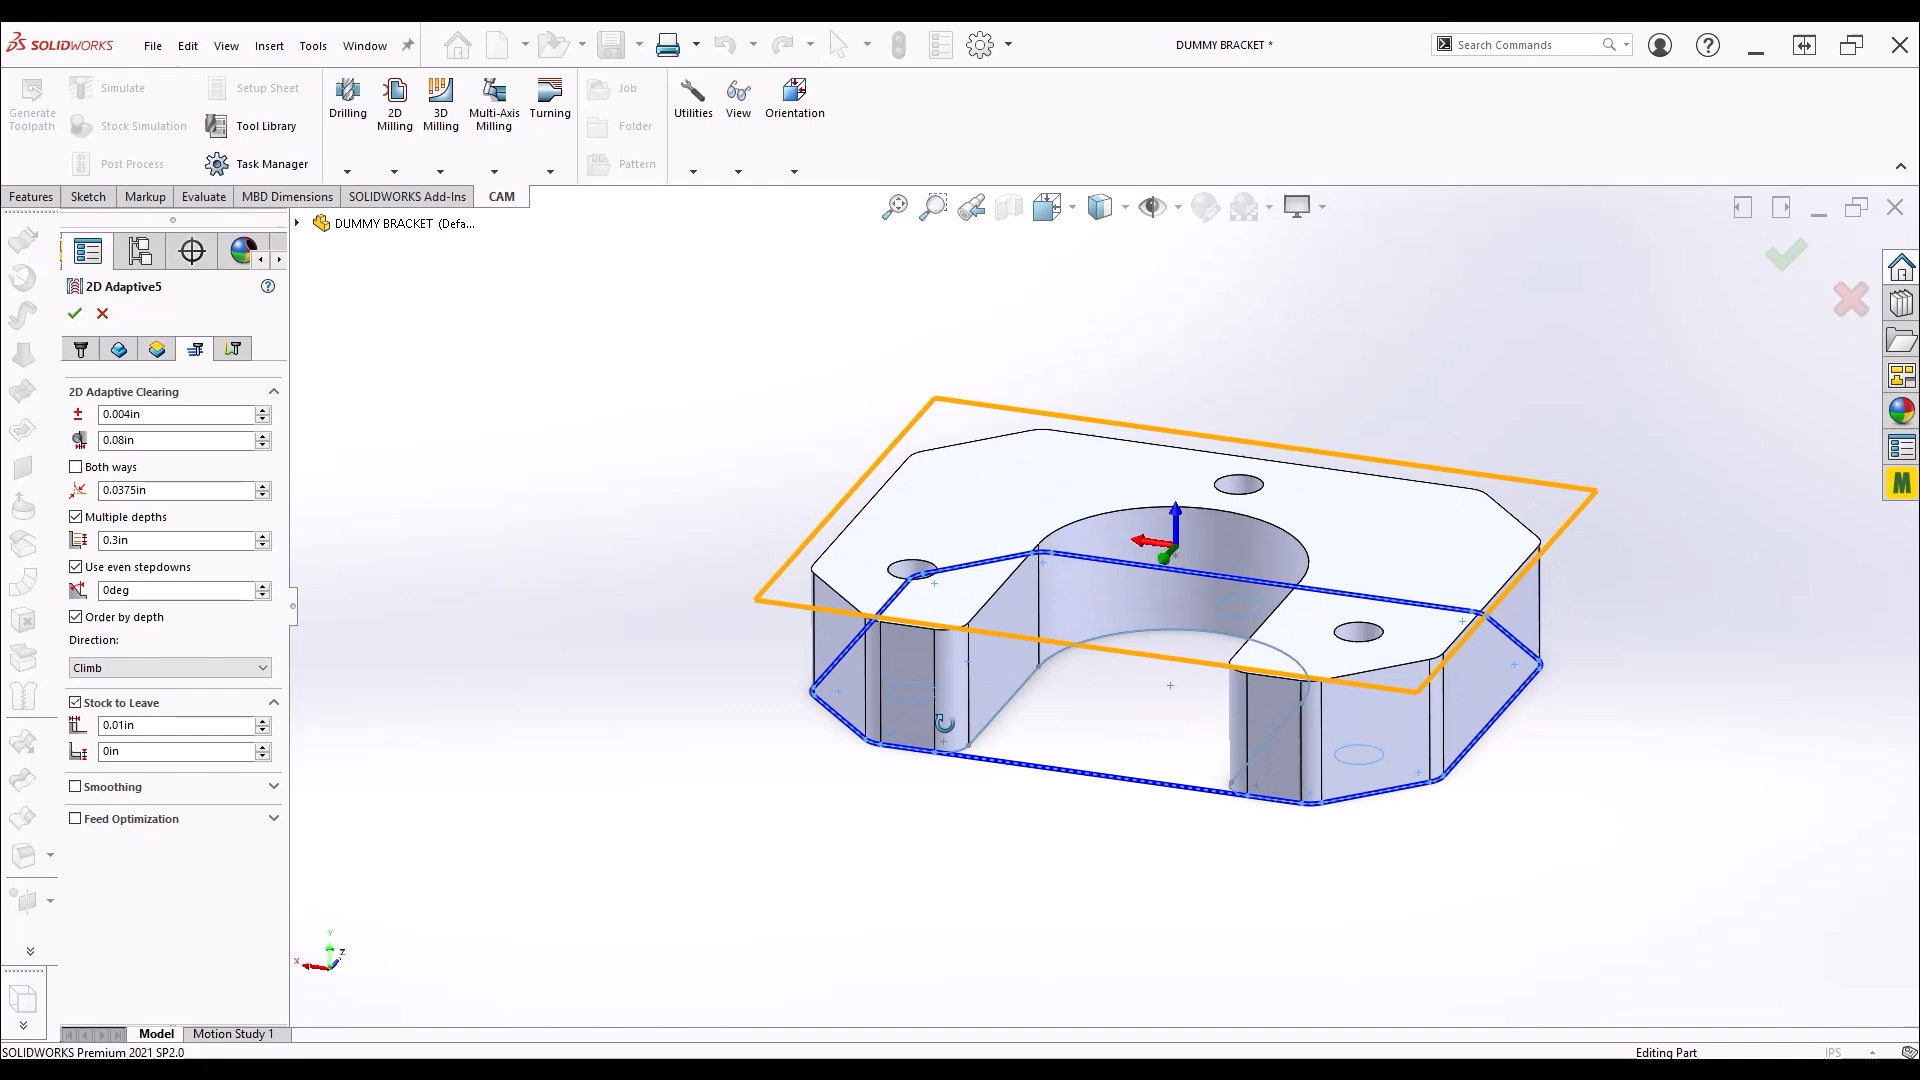 SOLIDWORKS File Edit View Insert Tools Window DUMMY BRACKET * Search Commands
Generate Toolpath
Simulate
Stock Simulation
Post Process
Setup Sheet
Tool Library
Task Manager
Drilling
2D Milling
3D Milling
Multi-Axis Milling
Turning
Job
Folder
Pattern
Utilities
View
Orientation
Features Sketch Markup Evaluate MBD Dimensions SOLIDWORKS Add-Ins CAM
DUMMY BRACKET (Defa...
2D Adaptive5
2D Adaptive Clearing
0.004in
0.08in
Both ways
0.0375in
Multiple depths
0.3in
Use even stepdowns
0deg
Order by depth
Direction:
Climb
Stock to Leave
0.01in
0in
Smoothing
Feed Optimization
M
Y
X
Z
Model Motion Study 1
SOLIDWORKS Premium 2021 SP2.0 Editing Part IPS